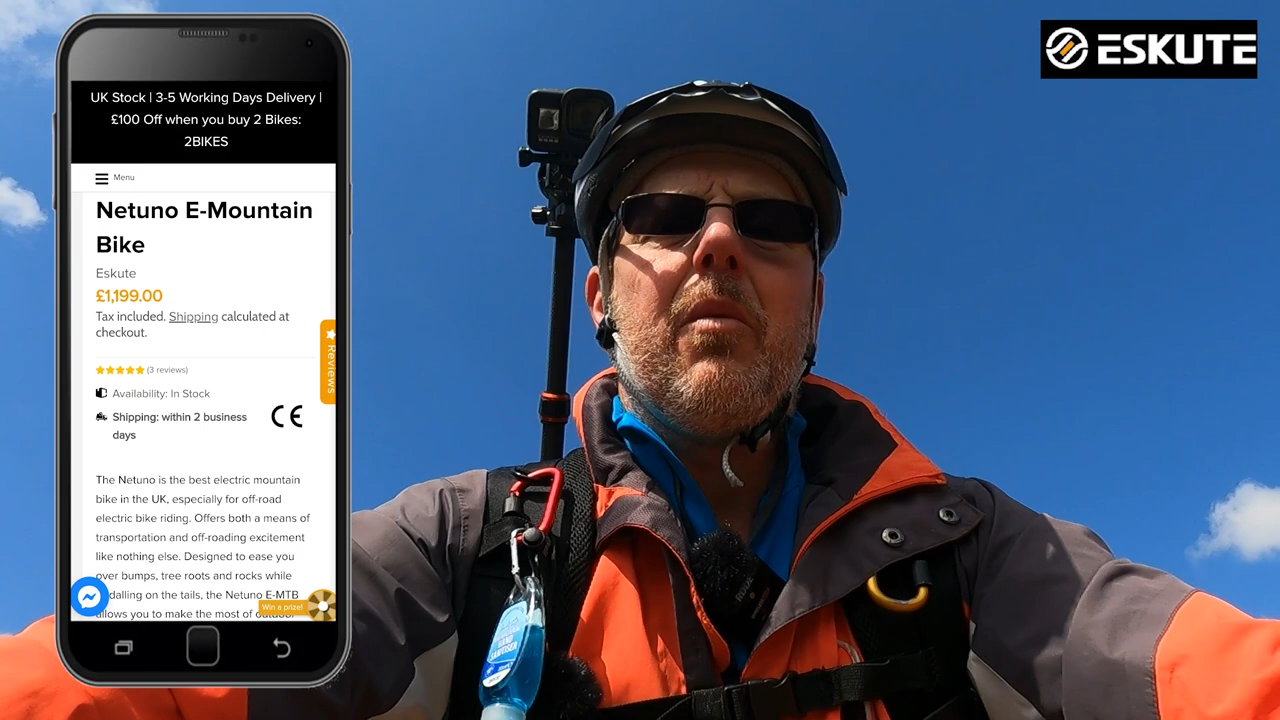 UK Stock | 3-5 Working Days Delivery |
£100 Off when you buy 2 Bikes:
2BIKES
Menu
Netuno E-Mountain
Bike
Eskute
£1,199.00
Tax included. Shipping calculated at
checkout.
Reviews
(3 reviews)
Availability: In Stock
Shipping: within 2 business
days
CE
The Netuno is the best electric mountain
bike in the UK, especially for off-road
electric bike riding. Offers both a means of
transportation and off-roading excitement
like nothing else. Designed to ease you
over bumps, tree roots and rocks while
dalling on the tails, the Netuno E-MTB
Win a prize!
allows you to make the most of outdoor
ESKUTE
HAND
SANITISER
RODE